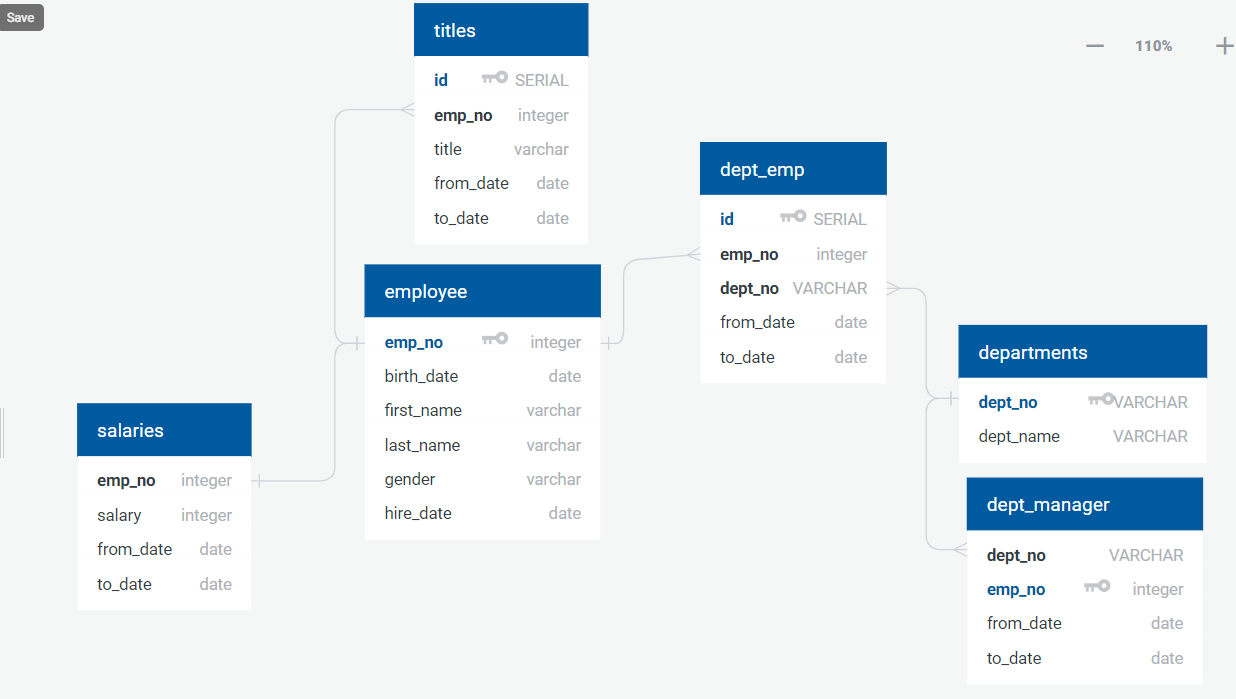 Save
110%
titles
id SERIAL
emp_no integer
title varchar
from_date date
to_date date
dept_emp
id SERIAL
emp_no integer
dept_no VARCHAR
from_date date
to_date date
employee
emp_no integer
birth_date date
first_name varchar
last_name varchar
gender varchar
hire_date date
departments
dept_no VARCHAR
dept_name VARCHAR
salaries
emp_no integer
salary integer
from_date date
to_date date
dept_manager
dept_no VARCHAR
emp_no integer
from_date date
to_date date